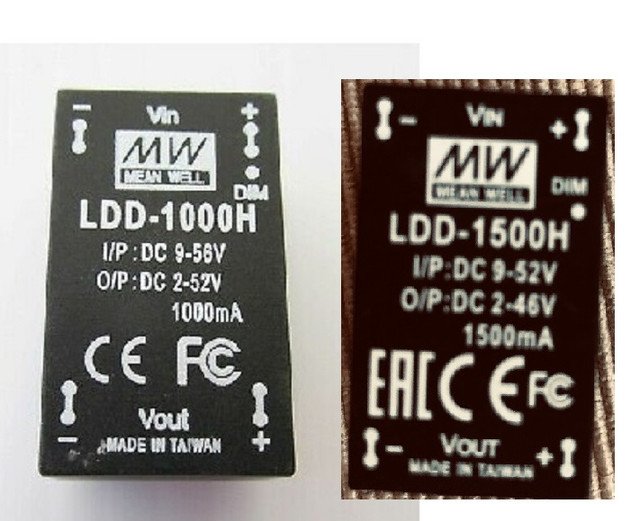 - Vin +
MW
MEAN WELL
DIM
LDD-1000H
I/P : DC 9-56V
O/P : DC 2-52V
1000mA
CE FC
Vout
- MADE IN TAIWAN +
- VIN +
MW
MEAN WELL
DIM
LDD-1500H
I/P:DC 9-52V
O/P:DC 2-46V
1500mA
EAC CE FC
- VOUT +
MADE IN TAIWAN